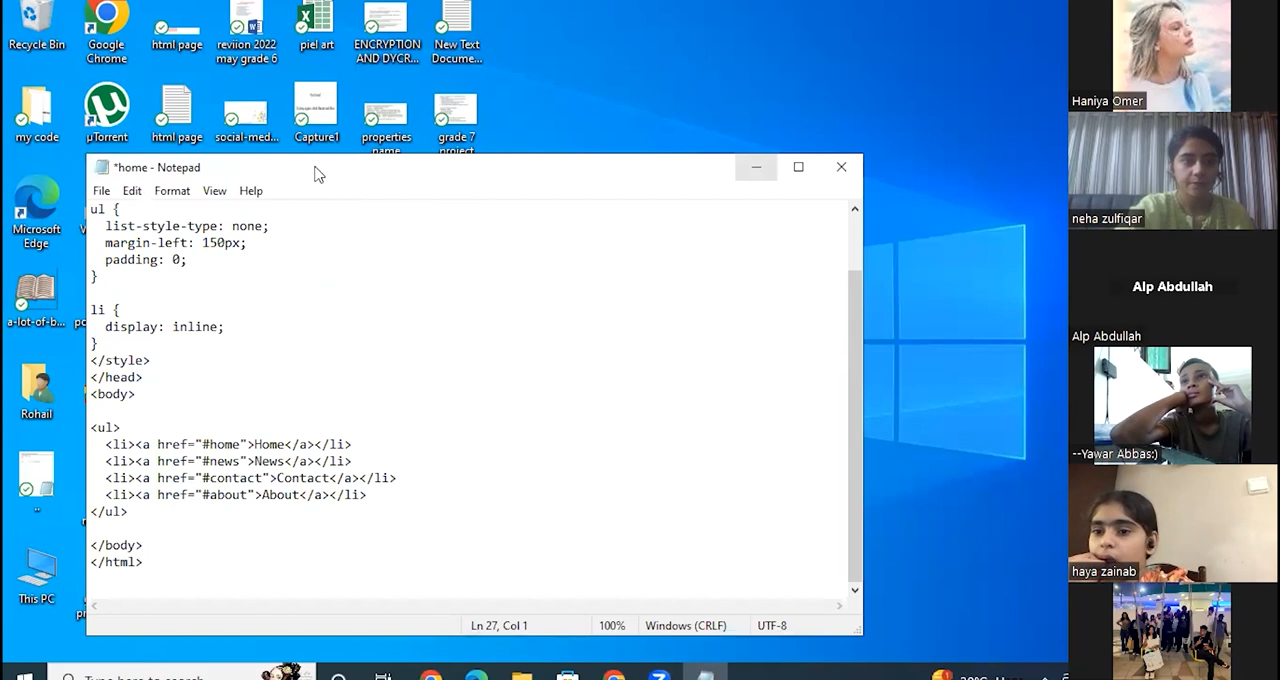 Recycle Bin
Google Chrome
html page
reviion 2022 may grade 6
piel art
ENCRYPTION AND DYCR...
New Text Docume...
my code
µTorrent
html page
social-med...
Capture1
properties name
grade 7 project
Microsoft Edge
a-lot-of-b...
Rohail
..
This PC
*home - Notepad
File Edit Format View Help
ul {
list-style-type: none;
margin-left: 150px;
padding: 0;
}
li {
display: inline;
}
</style>
</head>
<body>
<ul>
<li><a href="#home">Home</a></li>
<li><a href="#news">News</a></li>
<li><a href="#contact">Contact</a></li>
<li><a href="#about">About</a></li>
</ul>
</body>
</html>
Ln 27, Col 1
100%
Windows (CRLF)
UTF-8
Type here to search
Haniya Omer
neha zulfiqar
Alp Abdullah
Alp Abdullah
--Yawar Abbas:)
haya zainab